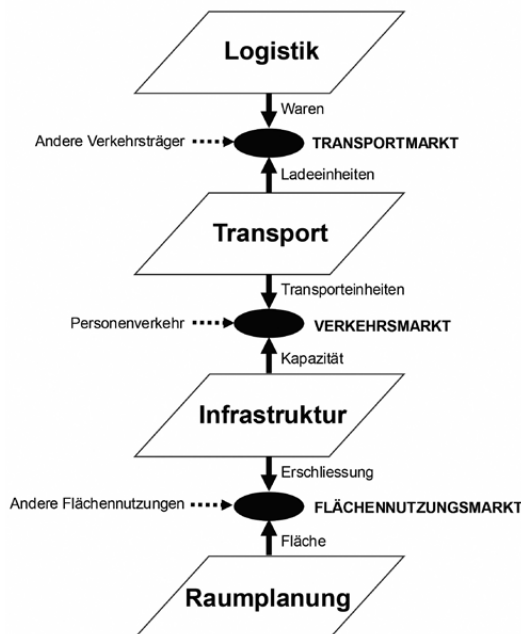 Logistik
Waren
Andere Verkehrsträger
TRANSPORTMARKT
Ladeeinheiten
Transport
Transporteinheiten
Personenverkehr
VERKEHRSMARKT
Kapazität
Infrastruktur
Erschliessung
Andere Flächennutzungen
FLÄCHENNUTZUNGSMARKT
Fläche
Raumplanung